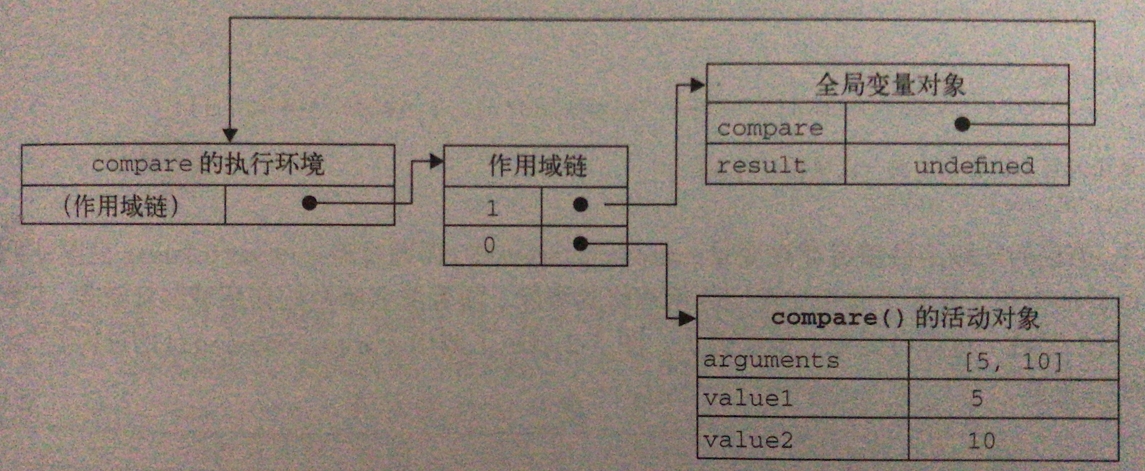 全局变量对象
compare
result undefined
compare 的执行环境
(作用域链)
作用域链
1
0
compare() 的活动对象
arguments [5, 10]
value1 5
value2 10